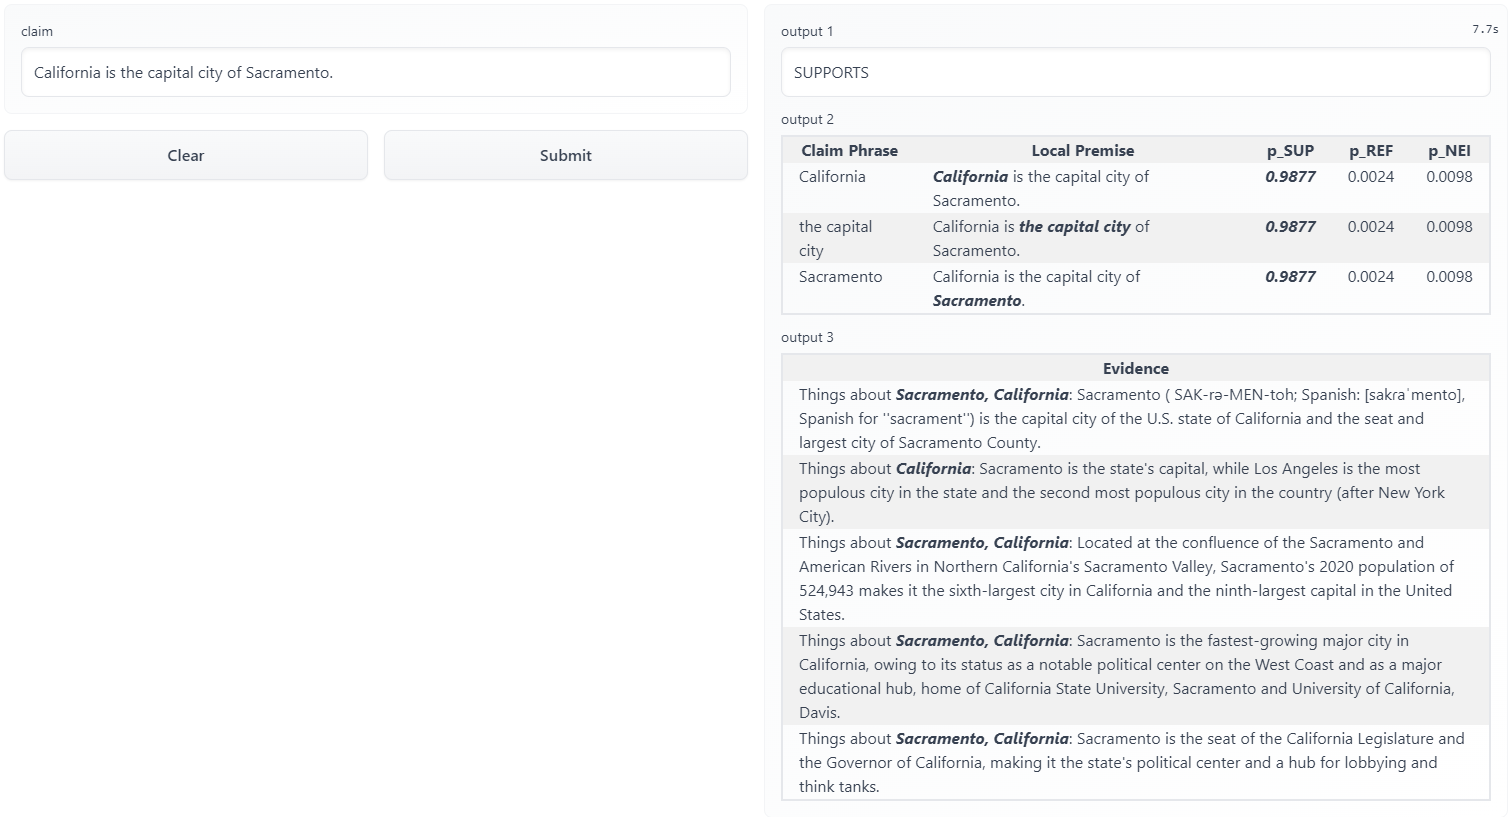 claim
California is the capital city of Sacramento.
Clear
Submit
output 1
7.7s
SUPPORTS
output 2
Claim Phrase Local Premise p_SUP p_REF p_NEI
California California is the capital city of 0.9877 0.0024 0.0098
Sacramento.
the capital California is the capital city of 0.9877 0.0024 0.0098
city Sacramento.
Sacramento California is the capital city of 0.9877 0.0024 0.0098
Sacramento.
output 3
Evidence
Things about Sacramento, California: Sacramento ( SAK-rə-MEN-toh; Spanish: [sakɾaˈmento],
Spanish for ''sacrament'') is the capital city of the U.S. state of California and the seat and
largest city of Sacramento County.
Things about California: Sacramento is the state's capital, while Los Angeles is the most
populous city in the state and the second most populous city in the country (after New York
City).
Things about Sacramento, California: Located at the confluence of the Sacramento and
American Rivers in Northern California's Sacramento Valley, Sacramento's 2020 population of
524,943 makes it the sixth-largest city in California and the ninth-largest capital in the United
States.
Things about Sacramento, California: Sacramento is the fastest-growing major city in
California, owing to its status as a notable political center on the West Coast and as a major
educational hub, home of California State University, Sacramento and University of California,
Davis.
Things about Sacramento, California: Sacramento is the seat of the California Legislature and
the Governor of California, making it the state's political center and a hub for lobbying and
think tanks.